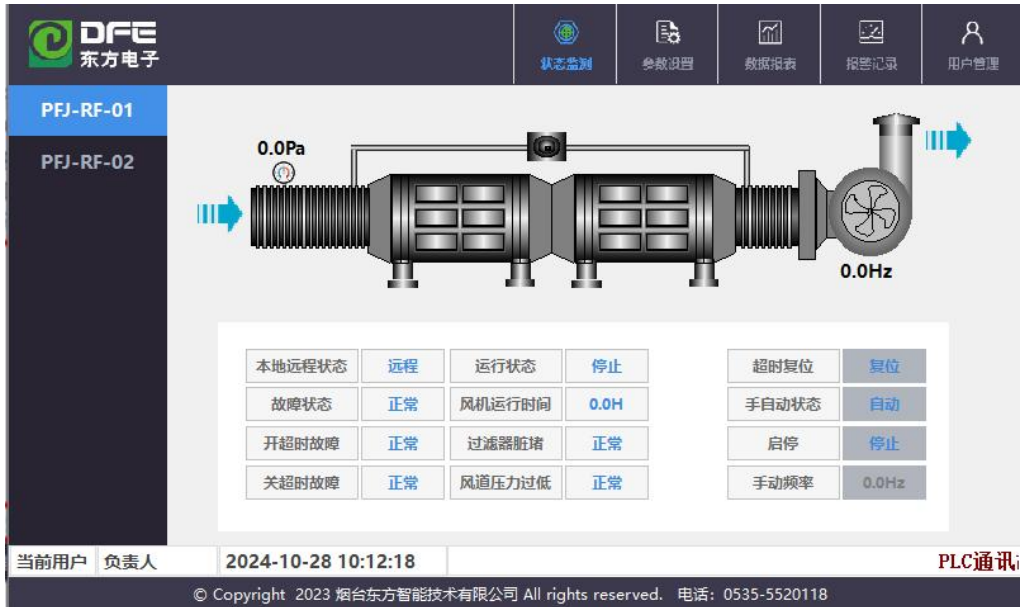 DFE
东方电子
状态监测 参数设置 数据报表 报警记录 用户管理
PFJ-RF-01
PFJ-RF-02
0.0Pa
0.0Hz
本地远程状态 远程 运行状态 停止 超时复位 复位
故障状态 正常 风机运行时间 0.0H 手自动状态 自动
开超时故障 正常 过滤器脏堵 正常 启停 停止
关超时故障 正常 风道压力过低 正常 手动频率 0.0Hz
当前用户 负责人 2024-10-28 10:12:18 PLC通讯
© Copyright 2023 烟台东方智能技术有限公司 All rights reserved. 电话：0535-5520118